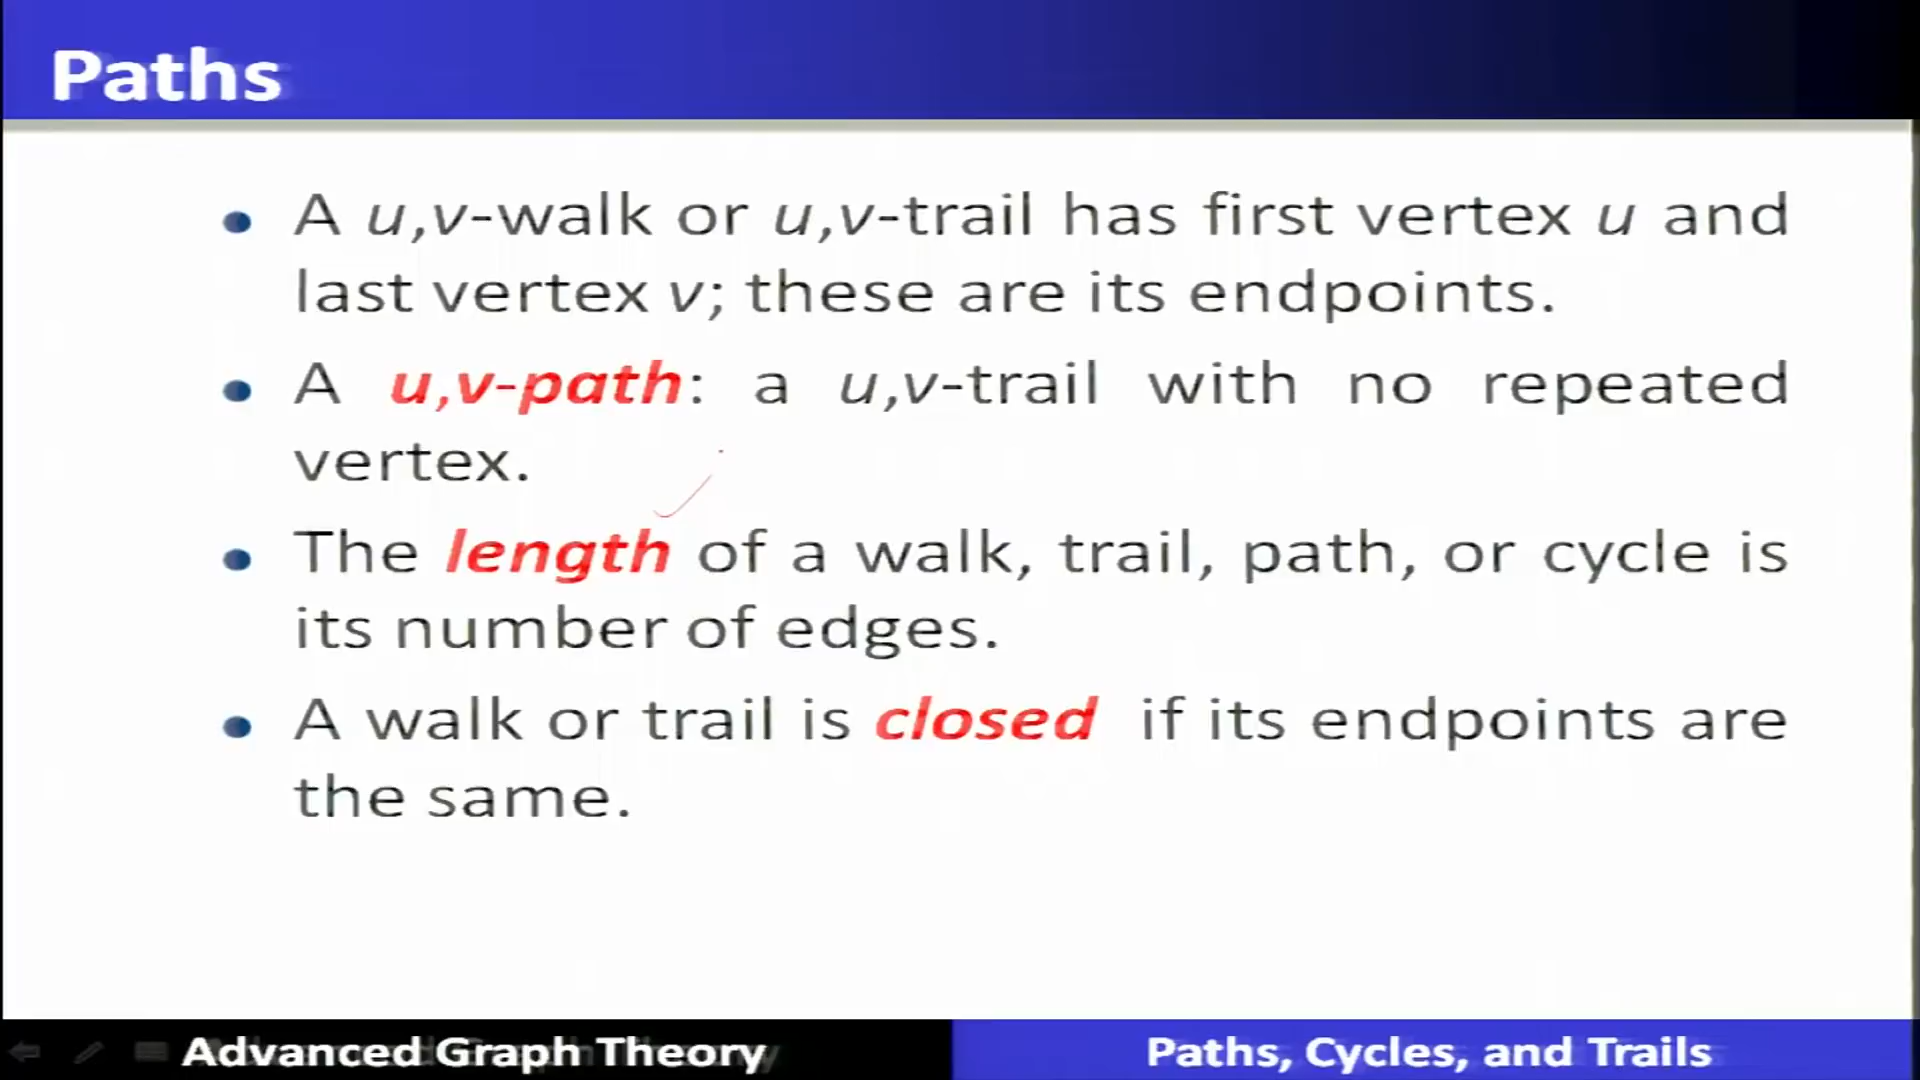 Paths
• A u,v-walk or u,v-trail has first vertex u and
last vertex v; these are its endpoints.
• A u,v-path: a u,v-trail with no repeated
vertex.
• The length of a walk, trail, path, or cycle is
its number of edges.
• A walk or trail is closed if its endpoints are
the same.
Advanced Graph Theory
Paths, Cycles, and Trails